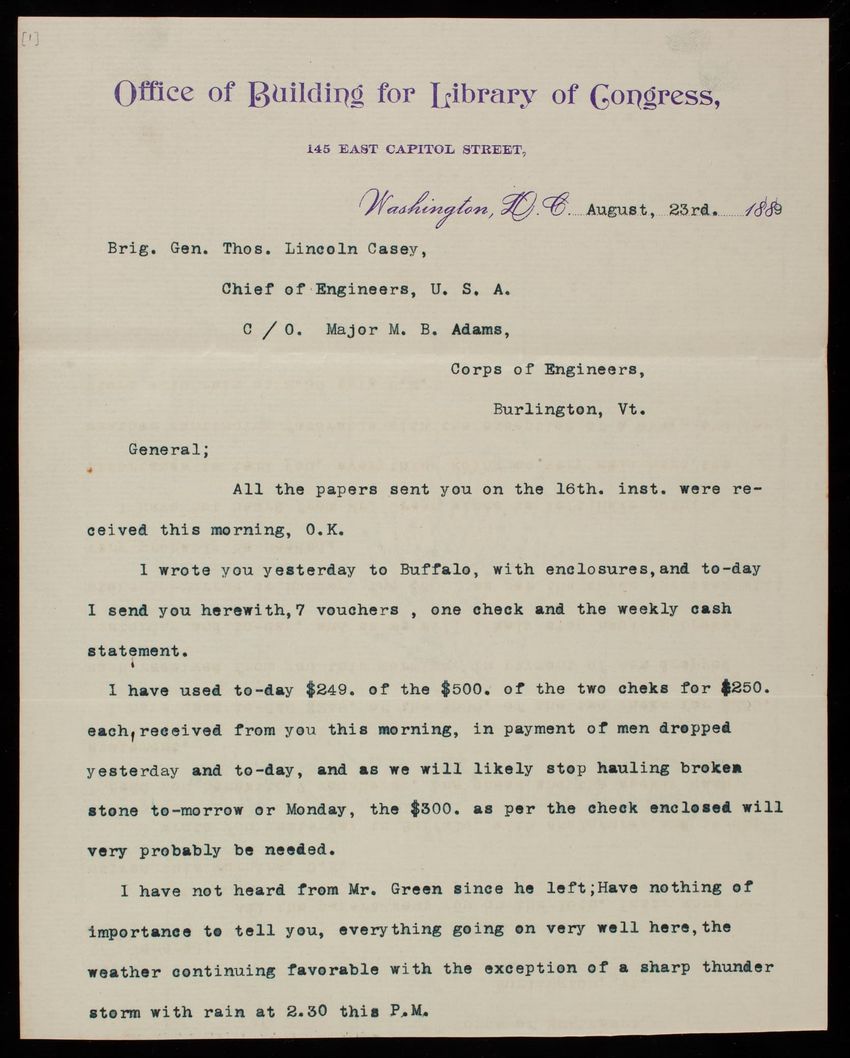 [1]
Office of Building for Library of Congress,
145 EAST CAPITOL STREET,
Washington, D.C. August, 23rd. 1889
Brig. Gen. Thos. Lincoln Casey,
Chief of Engineers, U. S. A.
C / O. Major M. B. Adams,
Corps of Engineers,
Burlington, Vt.
General;
All the papers sent you on the 16th. inst. were re-
ceived this morning, O.K.
I wrote you yesterday to Buffalo, with enclosures,and to-day
I send you herewith,7 vouchers , one check and the weekly cash
statement.
I have used to-day $249. of the $500. of the two cheks for $250.
each,received from you this morning, in payment of men dropped
yesterday and to-day, and as we will likely stop hauling broken
stone to-morrow or Monday, the $300. as per the check enclosed will
very probably be needed.
I have not heard from Mr. Green since he left;Have nothing of
importance to tell you, everything going on very well here,the
weather continuing favorable with the exception of a sharp thunder
storm with rain at 2.30 this P.M.